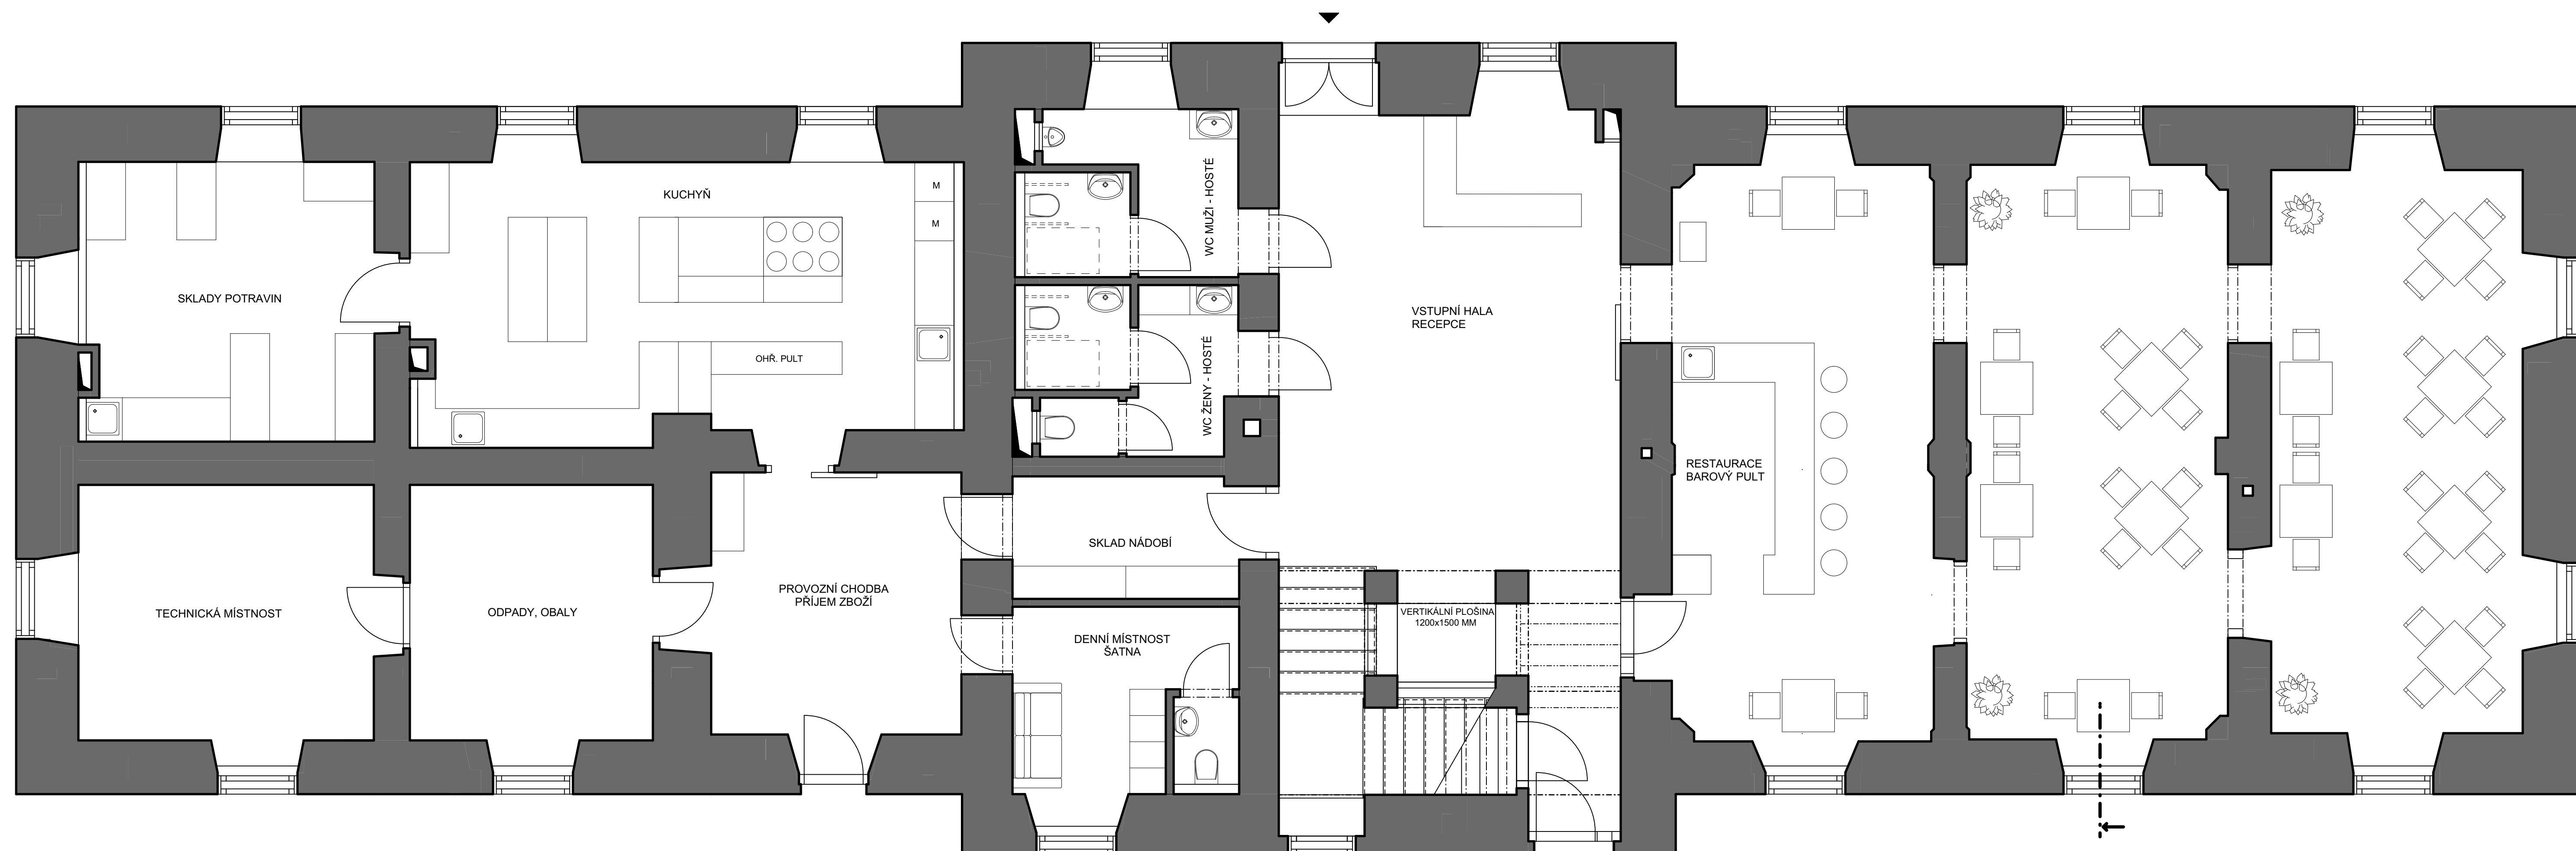 KUCHYŇ
M
M
SKLADY POTRAVIN
OHŘ. PULT
WC MUŽI - HOSTÉ
WC ŽENY - HOSTÉ
VSTUPNÍ HALA
RECEPCE
RESTAURACE
BAROVÝ PULT
SKLAD NÁDOBÍ
TECHNICKÁ MÍSTNOST
ODPADY, OBALY
PROVOZNÍ CHODBA
PŘÍJEM ZBOŽÍ
DENNÍ MÍSTNOST
ŠATNA
VERTIKÁLNÍ PLOŠINA
1200x1500 MM